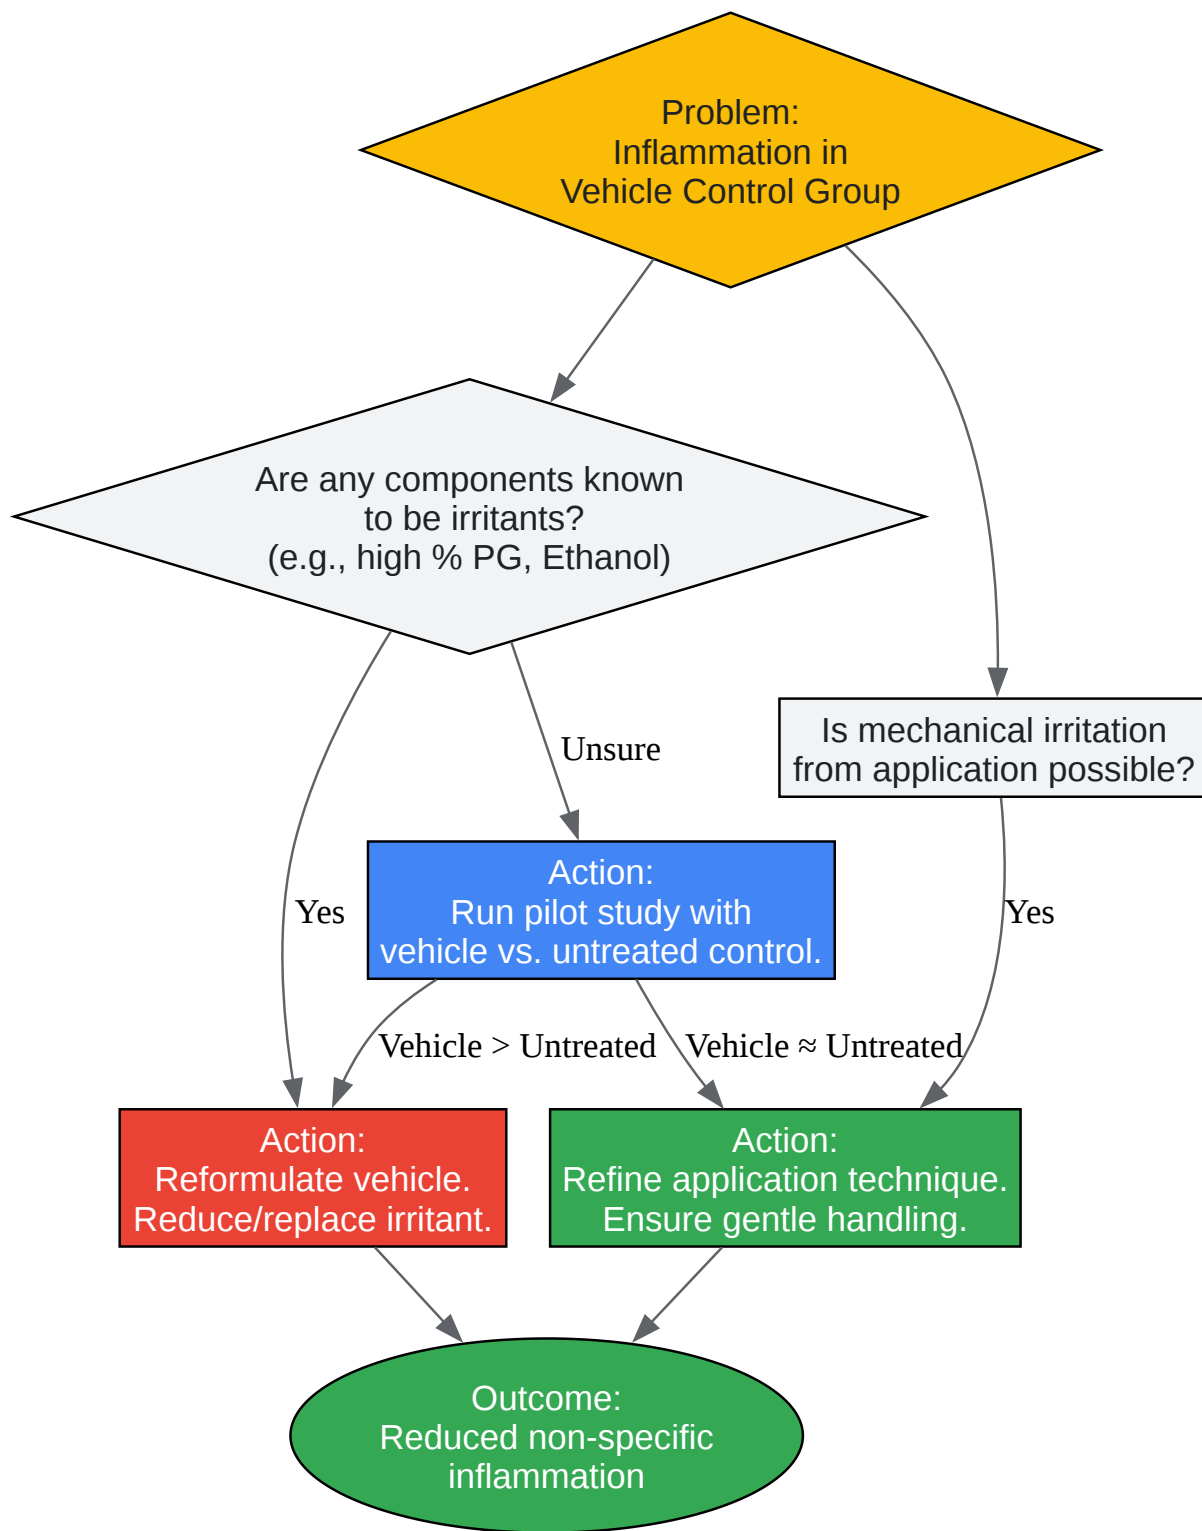 Problem:
Inflammation in
Vehicle Control Group
Are any components known
to be irritants?
(e.g., high % PG, Ethanol)
Is mechanical irritation
from application possible?
Unsure
Action:
Run pilot study with
vehicle vs. untreated control.
Yes
Yes
Vehicle > Untreated
Vehicle ≈ Untreated
Action:
Reformulate vehicle.
Reduce/replace irritant.
Action:
Refine application technique.
Ensure gentle handling.
Outcome:
Reduced non-specific
inflammation